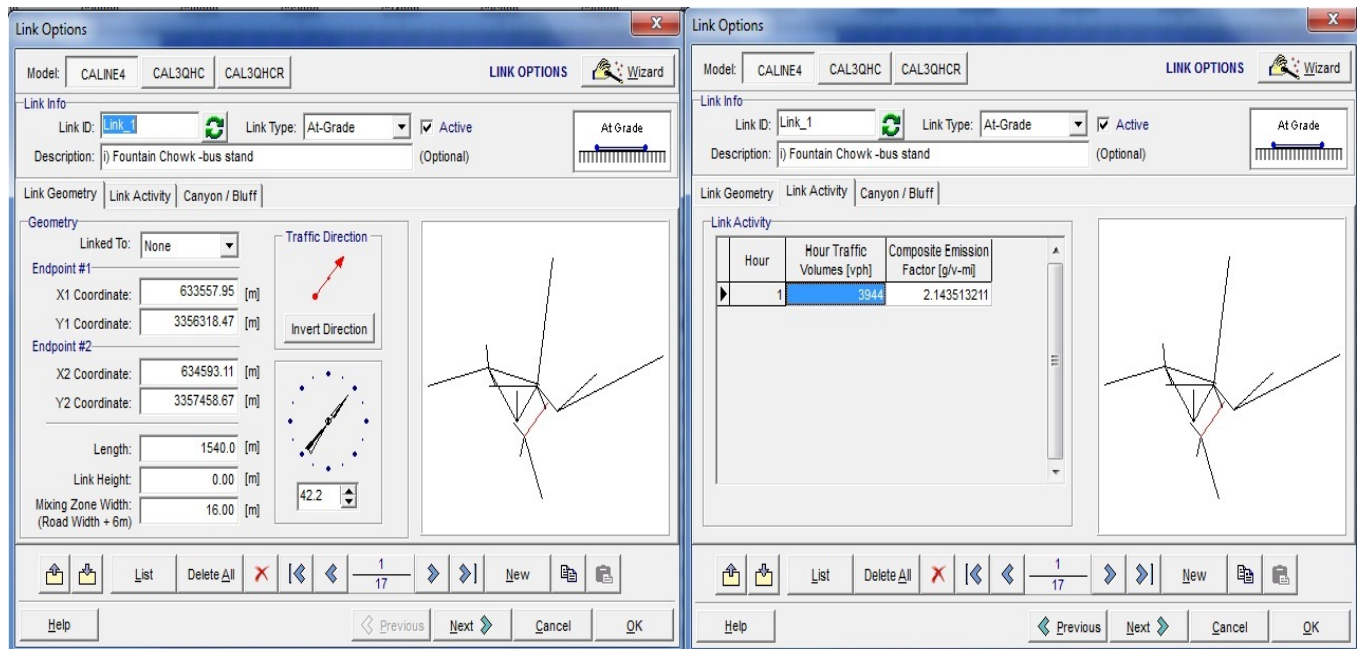 Link Options
X
Model: CALINE4 CAL3QHC CAL3QHCR LINK OPTIONS Wizard
Link Info
Link ID: Link_1 Link Type: At-Grade Active At Grade
Description: i) Fountain Chowk -bus stand (Optional)
Link Geometry Link Activity Canyon / Bluff
Geometry
Linked To: None Traffic Direction
Endpoint #1
X1 Coordinate: 633557.95 [m]
Y1 Coordinate: 3356318.47 [m] Invert Direction
Endpoint #2
X2 Coordinate: 634593.11 [m]
Y2 Coordinate: 3357458.67 [m]
Length: 1540.0 [m]
Link Height: 0.00 [m]
Mixing Zone Width: 16.00 [m] 42.2
(Road Width + 6m)
List Delete All 1 New
17
Help Previous Next Cancel OK
Link Options
X
Model: CALINE4 CAL3QHC CAL3QHCR LINK OPTIONS Wizard
Link Info
Link ID: Link_1 Link Type: At-Grade Active At Grade
Description: i) Fountain Chowk -bus stand (Optional)
Link Geometry Link Activity Canyon / Bluff
Link Activity
Hour Hour Traffic Composite Emission
Volumes [vph] Factor [g/v-mi]
1 3944 2.143513211
List Delete All 1 New
17
Help Previous Next Cancel OK